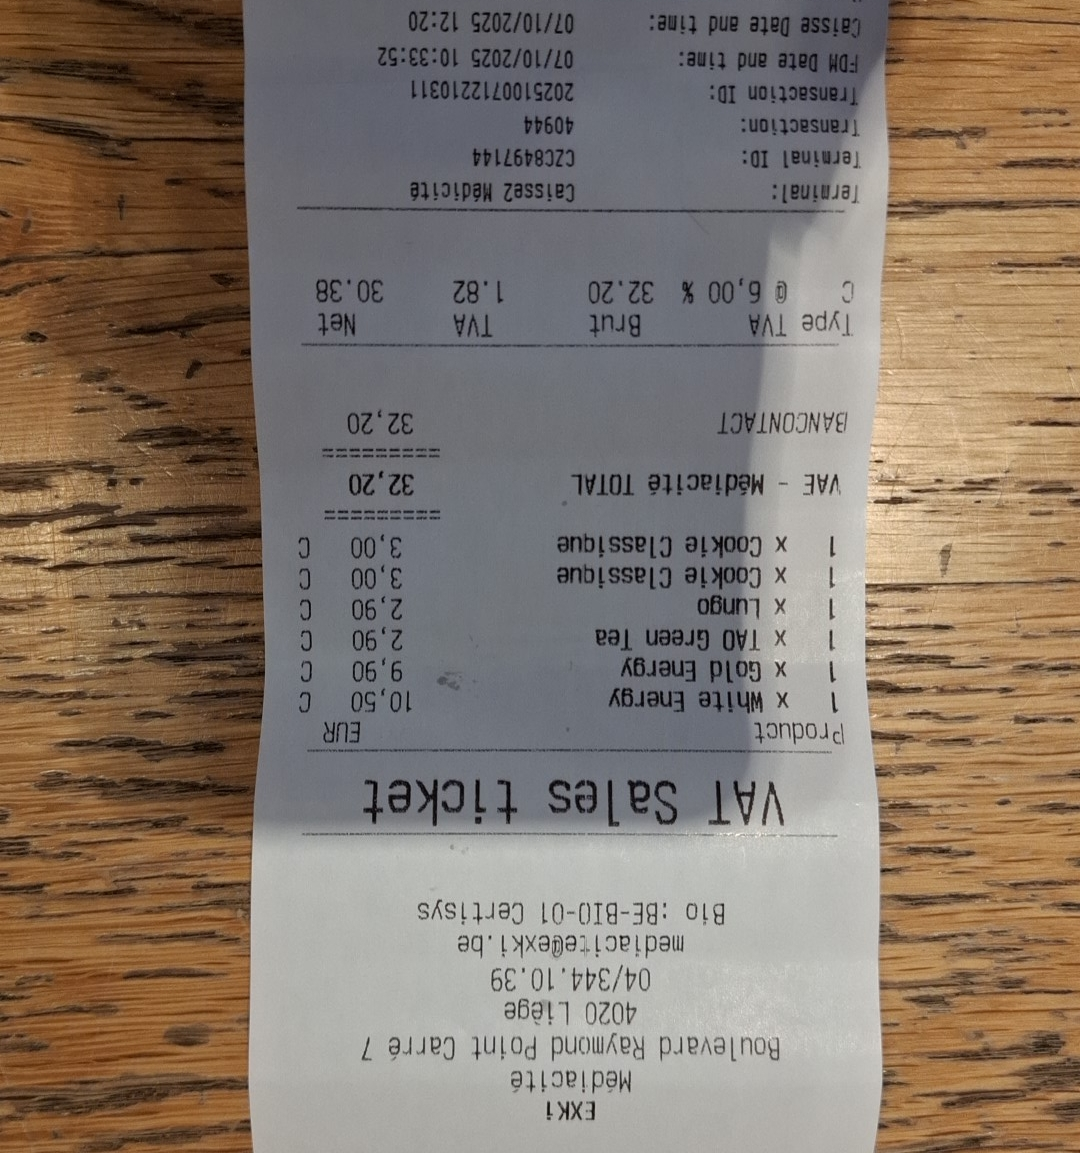 EXKi
Médiacité
Boulevard Raymond Point Carré 7
4020 Liège
04/344.10.39
mediacite@exki.be
Bio :BE-BIO-01 Certisys
VAT Sales ticket
Product EUR
1 x White Energy 10,50 C
1 x Gold Energy 9,90 C
1 x TAO Green Tea 2,90 C
1 x Lungo 2,90 C
1 x Cookie Classique 3,00 C
1 x Cookie Classique 3,00 C
========
VAE - Médiacité TOTAL 32,20
========
BANCONTACT 32,20
Type TVA Brut TVA Net
C @ 6,00 % 32.20 1.82 30.38
Terminal: Caisse2 Médicité
Terminal ID: CZC8497144
Transaction: 40944
Transaction ID: 2025100712210311
FDM Date and time: 07/10/2025 10:33:52
Caisse Date and time: 07/10/2025 12:20